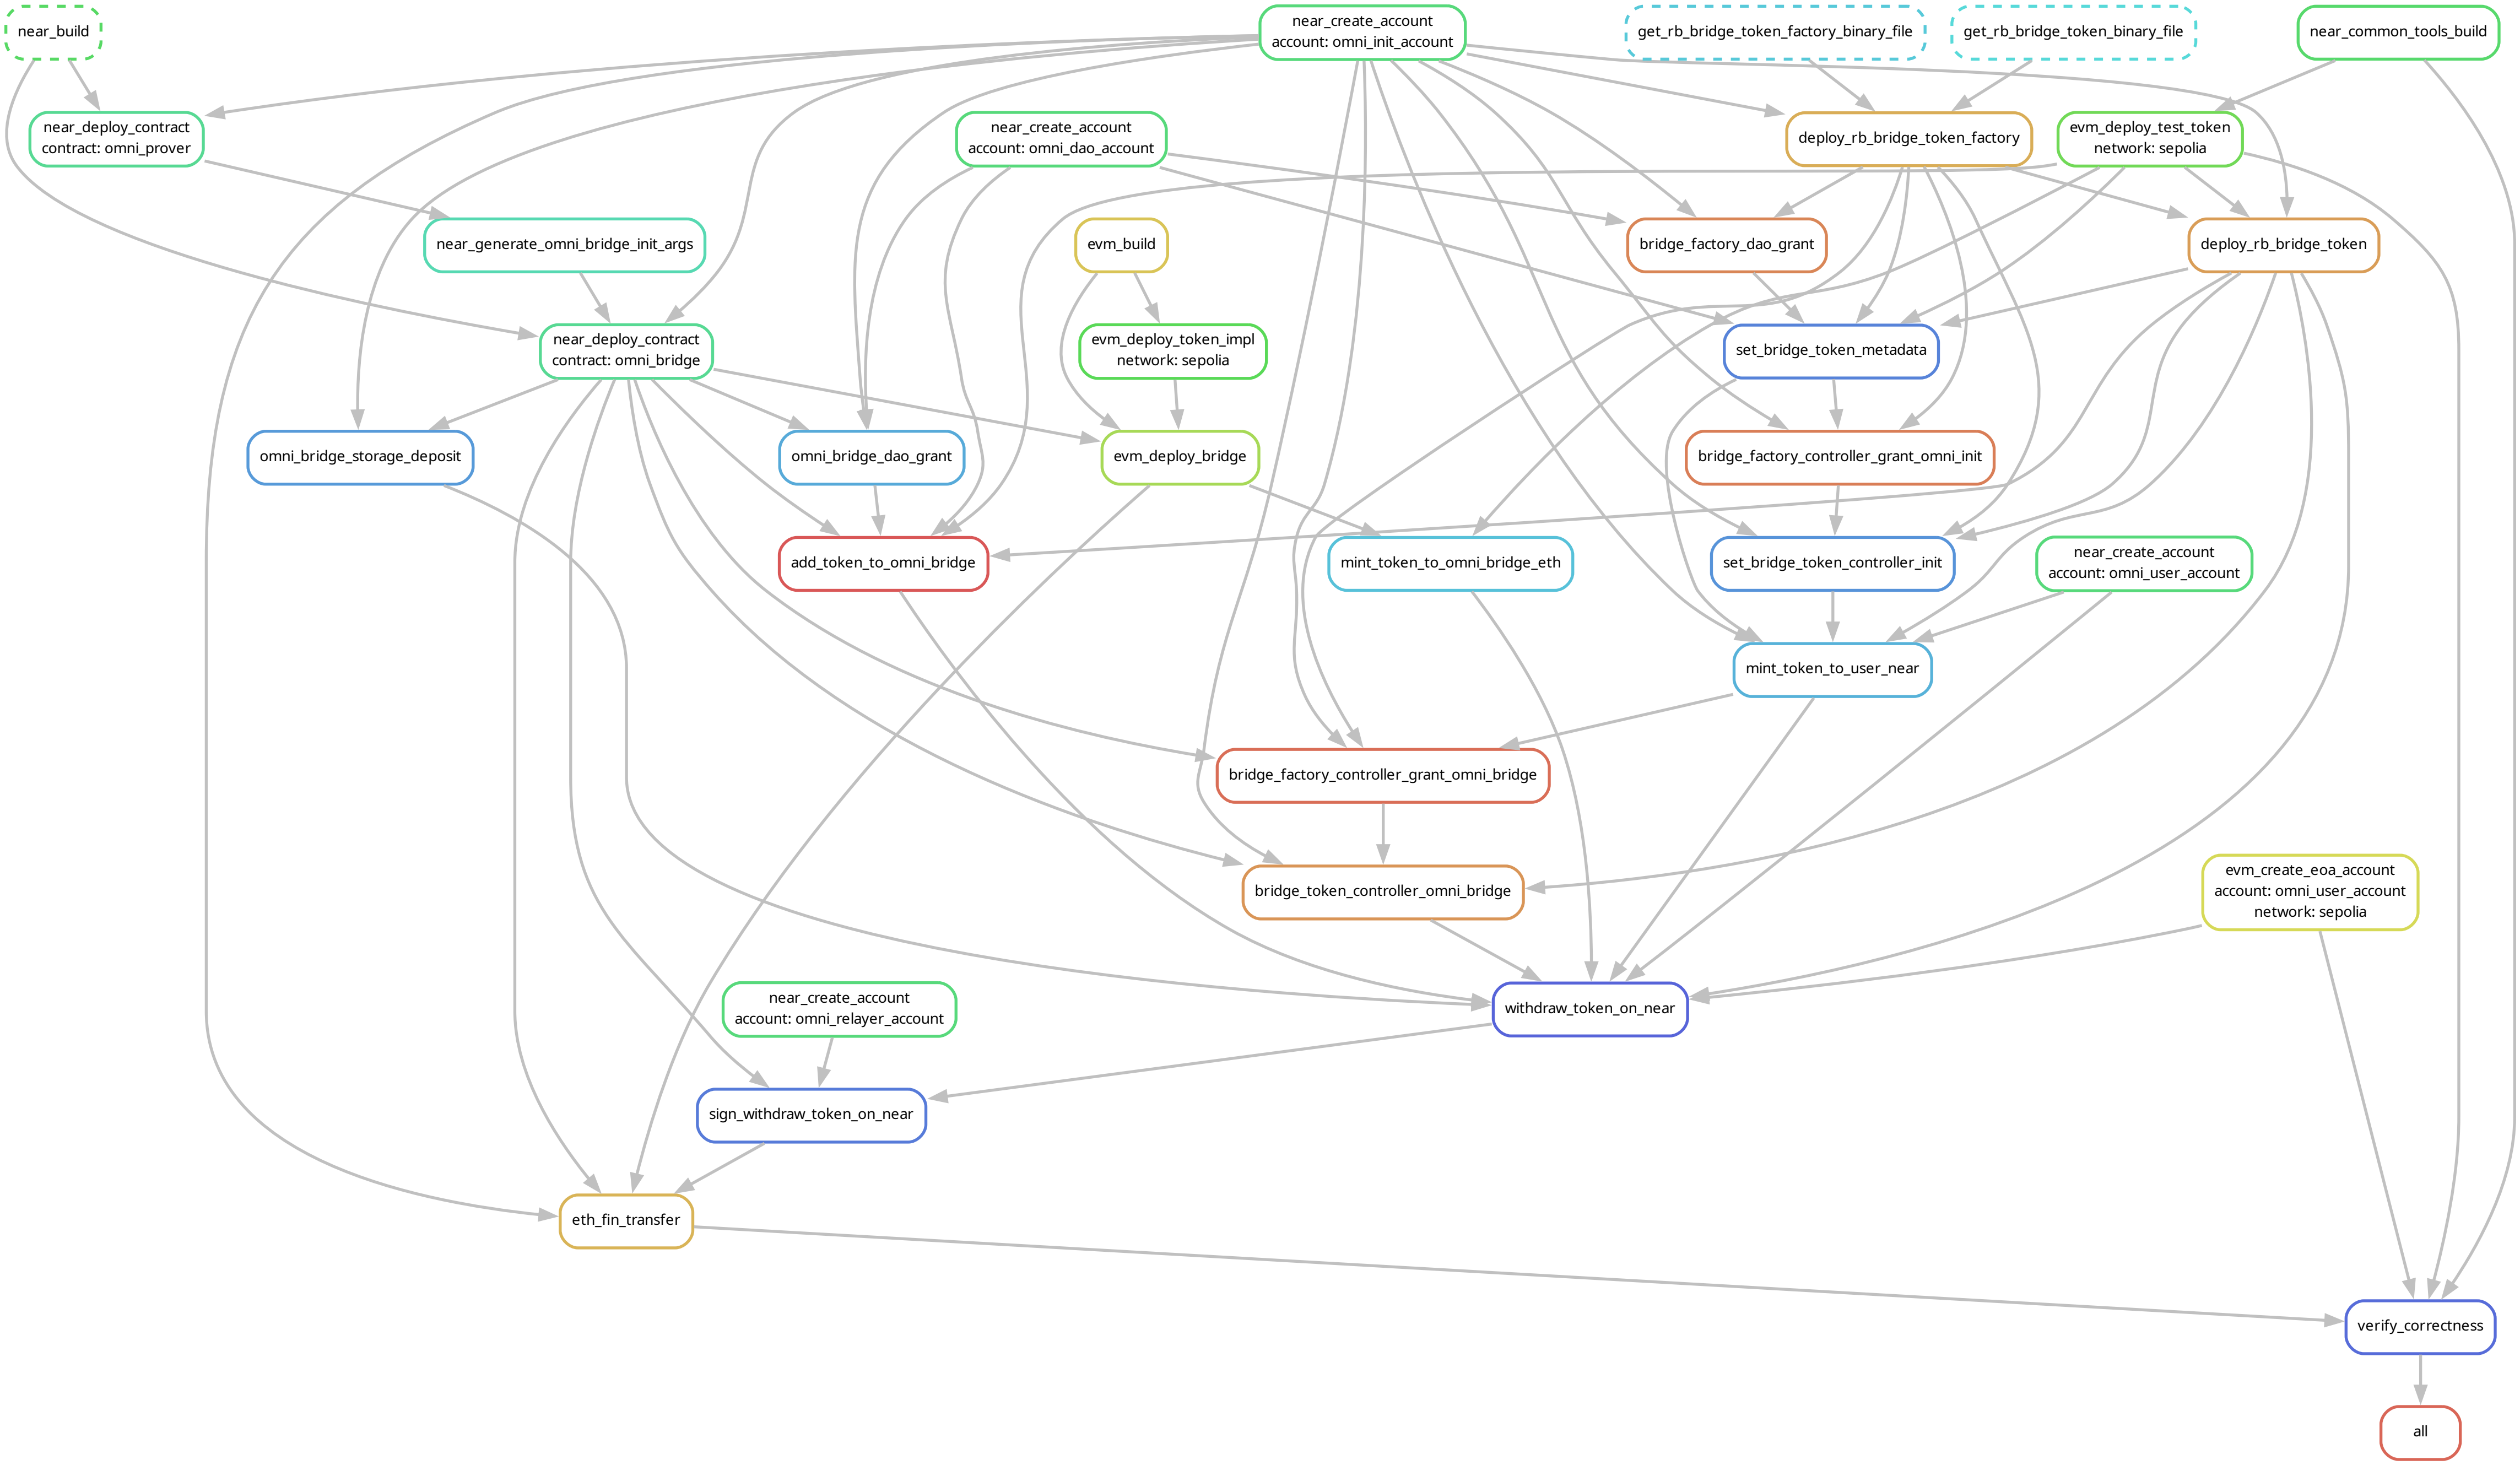 near_build
near_create_account
account: omni_init_account
get_rb_bridge_token_factory_binary_file
get_rb_bridge_token_binary_file
near_common_tools_build
near_deploy_contract
contract: omni_prover
near_create_account
account: omni_dao_account
deploy_rb_bridge_token_factory
evm_deploy_test_token
network: sepolia
near_generate_omni_bridge_init_args
evm_build
bridge_factory_dao_grant
deploy_rb_bridge_token
near_deploy_contract
contract: omni_bridge
evm_deploy_token_impl
network: sepolia
set_bridge_token_metadata
omni_bridge_storage_deposit
omni_bridge_dao_grant
evm_deploy_bridge
bridge_factory_controller_grant_omni_init
add_token_to_omni_bridge
mint_token_to_omni_bridge_eth
set_bridge_token_controller_init
near_create_account
account: omni_user_account
mint_token_to_user_near
bridge_factory_controller_grant_omni_bridge
bridge_token_controller_omni_bridge
evm_create_eoa_account
account: omni_user_account
network: sepolia
near_create_account
account: omni_relayer_account
withdraw_token_on_near
sign_withdraw_token_on_near
eth_fin_transfer
verify_correctness
all